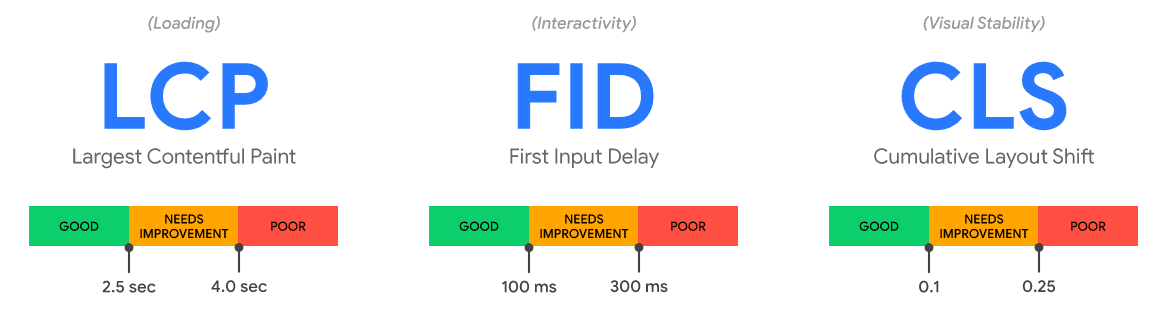 (Loading)
LCP
Largest Contentful Paint
GOOD
NEEDS
IMPROVEMENT
POOR
2.5 sec
4.0 sec
(Interactivity)
FID
First Input Delay
GOOD
NEEDS
IMPROVEMENT
POOR
100 ms
300 ms
(Visual Stability)
CLS
Cumulative Layout Shift
GOOD
NEEDS
IMPROVEMENT
POOR
0.1
0.25